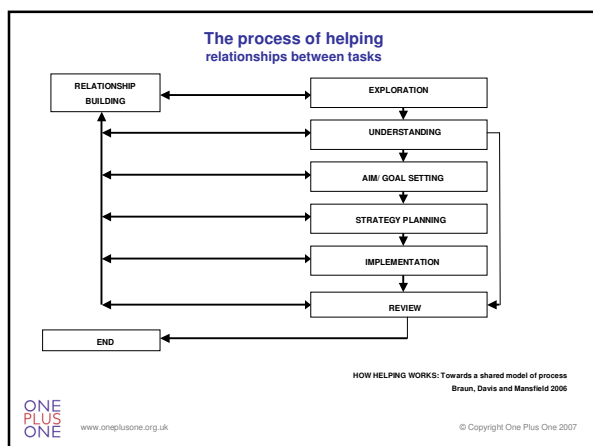 The process of helping
relationships between tasks
RELATIONSHIP
BUILDING
EXPLORATION
UNDERSTANDING
AIM/ GOAL SETTING
STRATEGY PLANNING
IMPLEMENTATION
REVIEW
END
HOW HELPING WORKS: Towards a shared model of process
Braun, Davis and Mansfield 2006
ONE
PLUS
ONE
www.oneplusone.org.uk
© Copyright One Plus One 2007